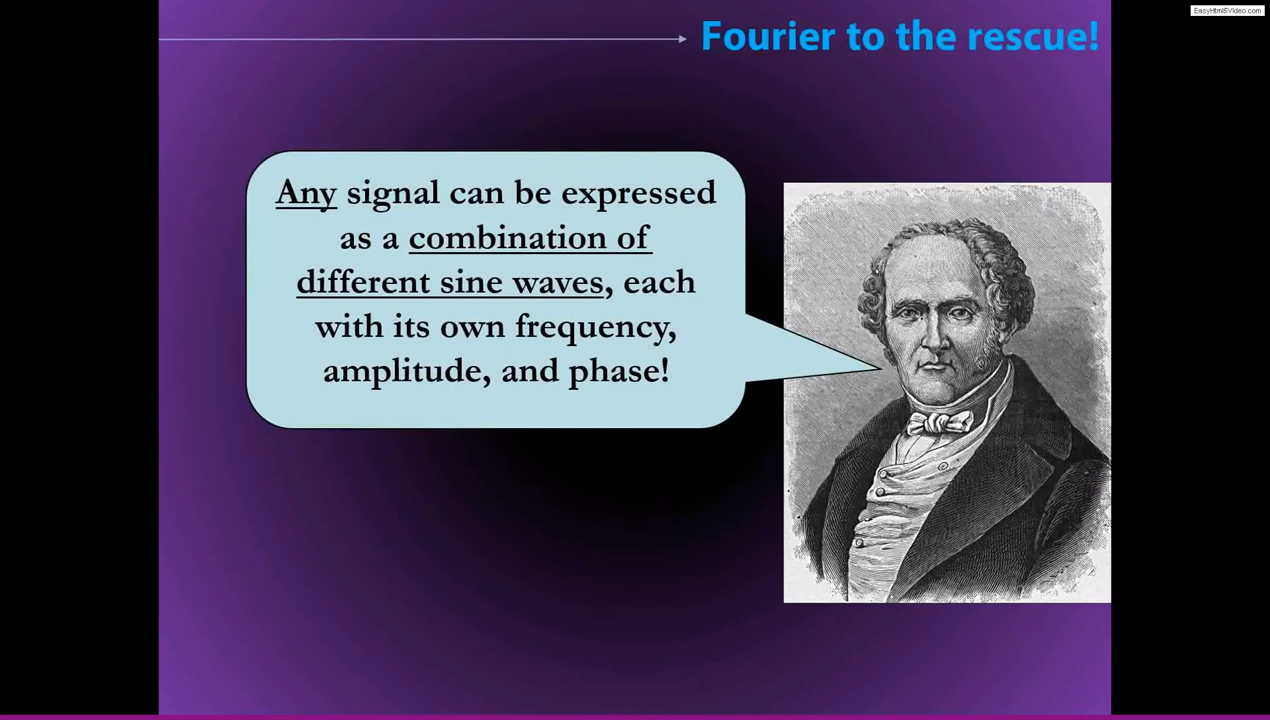 EasyHtml5Video.com
Fourier to the rescue!
Any signal can be expressed
as a combination of
different sine waves, each
with its own frequency,
amplitude, and phase!